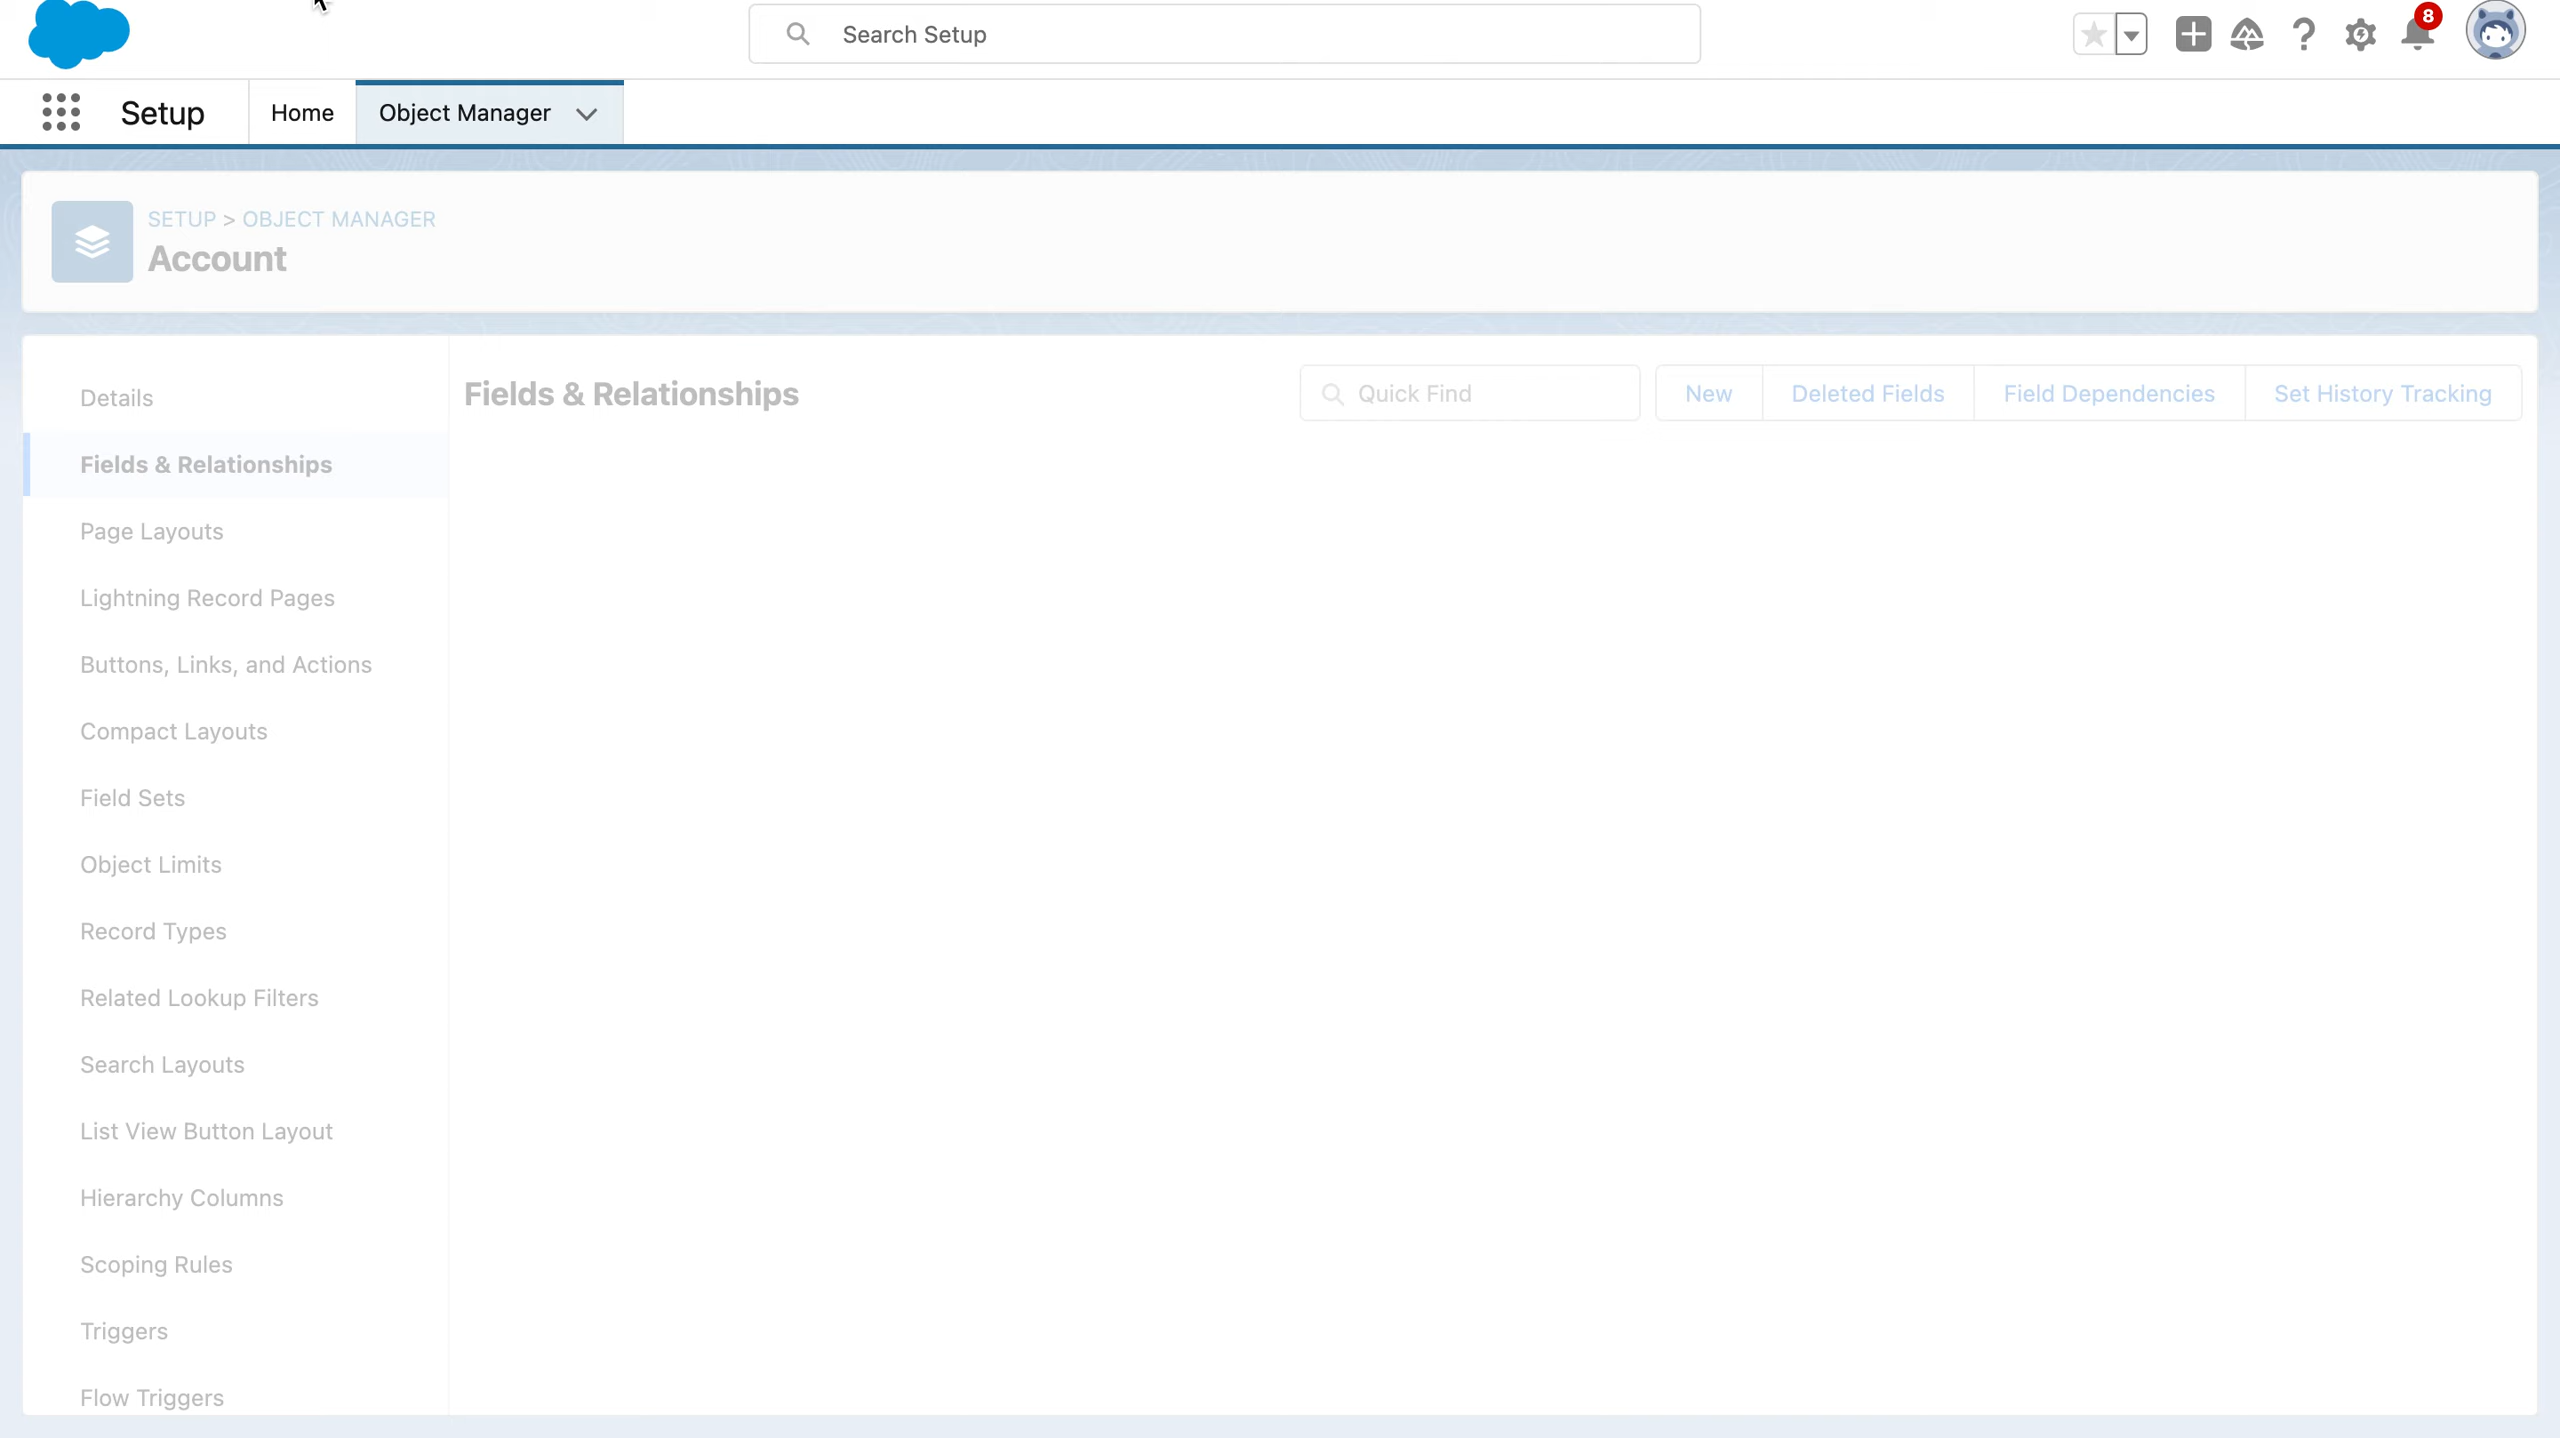 Search Setup
8
Setup
Home
Object Manager
SETUP > OBJECT MANAGER
Account
Details
Fields & Relationships
Page Layouts
Lightning Record Pages
Buttons, Links, and Actions
Compact Layouts
Field Sets
Object Limits
Record Types
Related Lookup Filters
Search Layouts
List View Button Layout
Hierarchy Columns
Scoping Rules
Triggers
Flow Triggers
Fields & Relationships
Quick Find
New
Deleted Fields
Field Dependencies
Set History Tracking